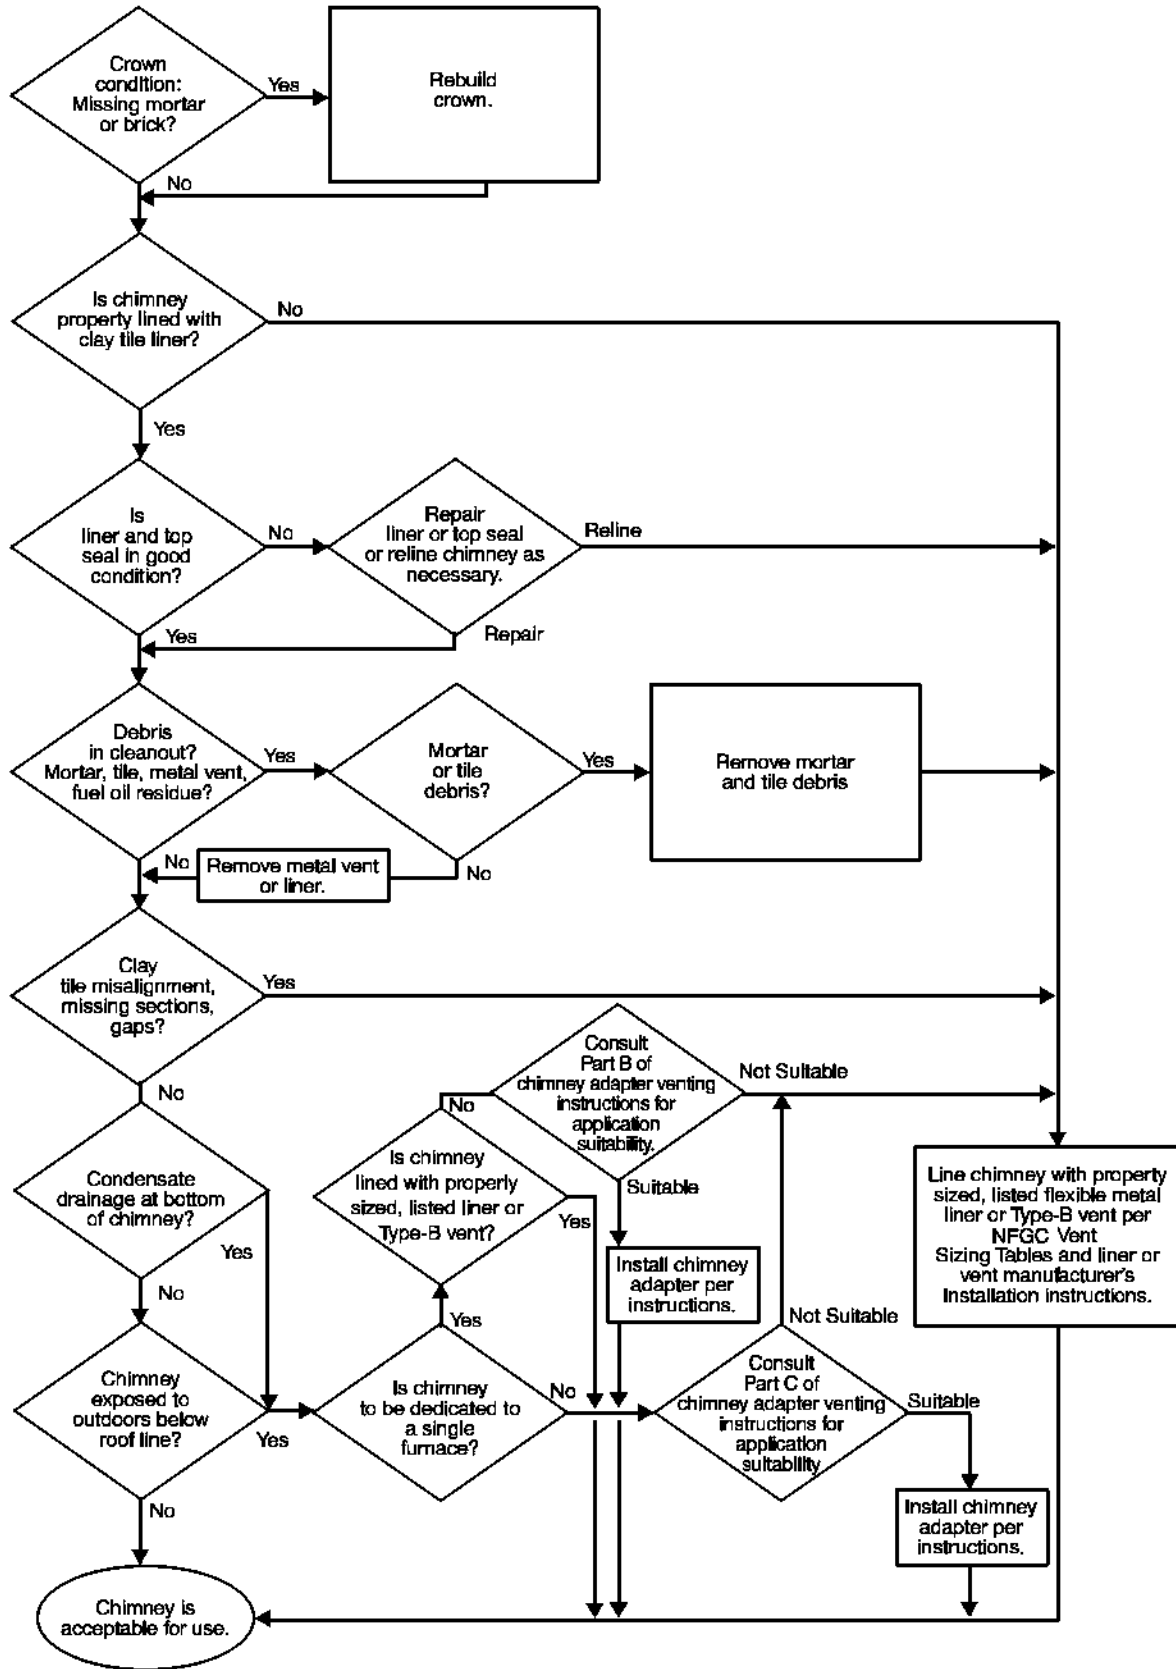 Crown
condition:
Missing mortar
or brick?
Yes
Rebuild
crown.
No
Is chimney
property lined with
clay tile liner?
No
Yes
Is
liner and top
seal in good
condition?
No
Repair
liner or top seal
or reline chimney as
necessary.
Reline
Yes
Repair
Debris
in cleanout?
Mortar, tile, metal vent,
fuel oil residue?
Yes
Mortar
or tile
debris?
Yes
Remove mortar
and tile debris
No
Remove metal vent
or liner.
No
Clay
tile misalignment,
missing sections,
gaps?
Yes
No
Consult
Part B of
chimney adapter venting
instructions for
application
suitability.
Not Suitable
No
Suitable
Condensate
drainage at bottom
of chimney?
Yes
No
Is chimney
lined with properly
sized, listed liner or
Type-B vent?
Yes
Install chimney
adapter per
instructions.
Line chimney with property
sized, listed flexible metal
liner or Type-B vent per
NFGC Vent
Sizing Tables and liner or
vent manufacturer's
Installation instructions.
Chimney
exposed to
outdoors below
roof line?
Yes
No
Is chimney
to be dedicated to
a single
furnace?
Yes
No
Consult
Part C of
chimney adapter venting
instructions for
application
suitability
Not Suitable
Suitable
Install chimney
adapter per
instructions.
Chimney is
acceptable for use.